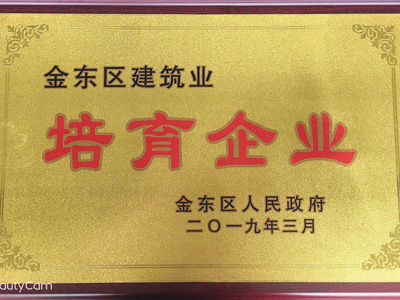 金东区建筑业
培育企业
金东区人民政府
二〇一九年三月
autyCam